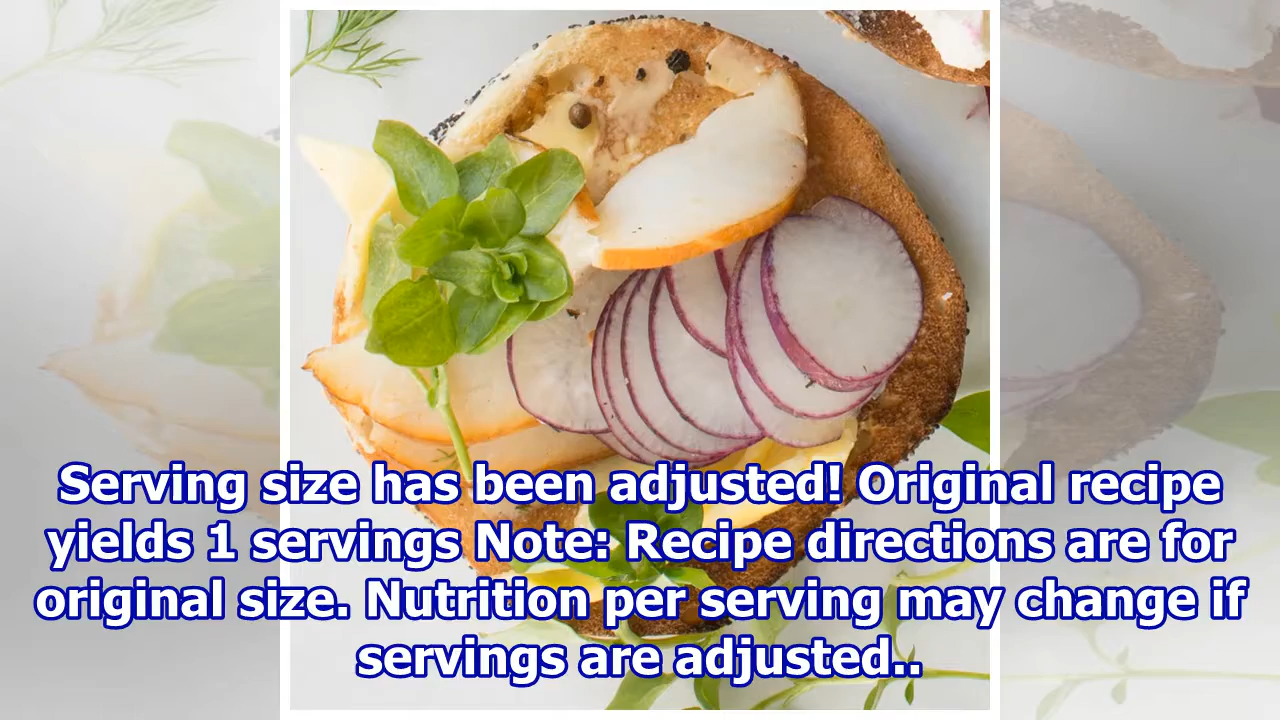 Serving size has been adjusted! Original recipe
yields 1 servings Note: Recipe directions are for
original size. Nutrition per serving may change if
servings are adjusted..